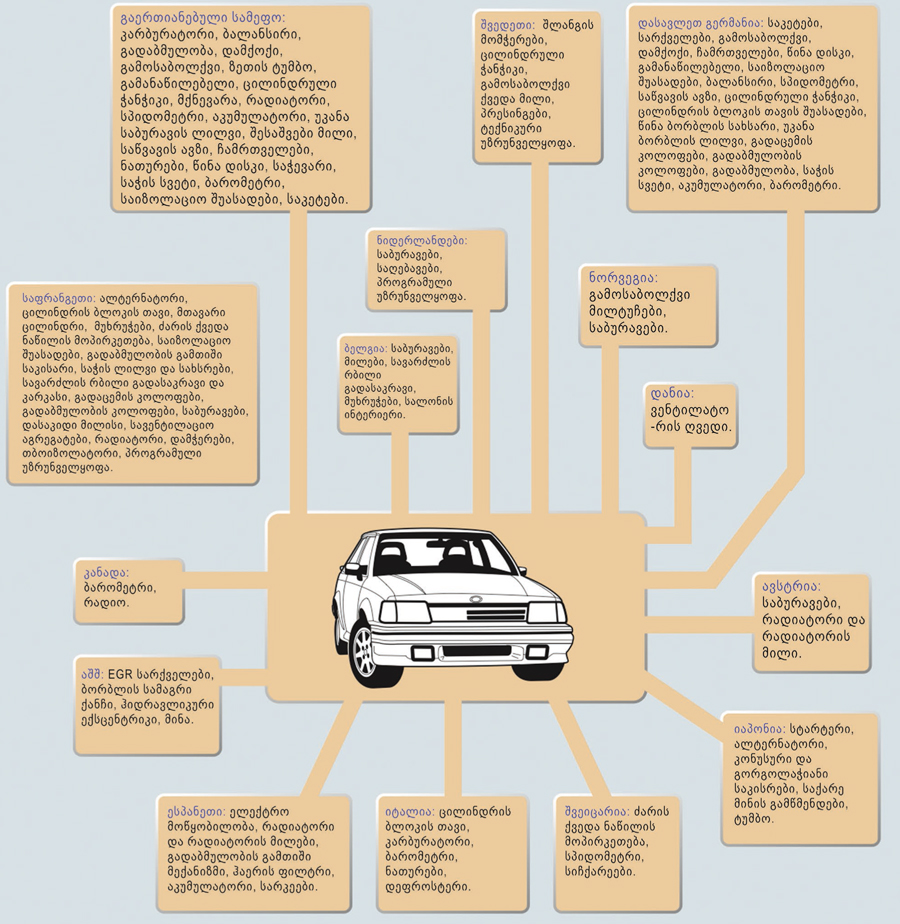 გაერთიანებული სამეფო:
კარბურატორი, ბალანსირი,
გადაბმულობა, დამქოქი,
გამოსაბოლქვი, ზეთის ტუმბო,
გამანაწილებელი, ცილინდრული
ჭანჭიკი, მქნევარა, რადიატორი,
სპიდომეტრი, აკუმულატორი, უკანა
საბურავის ლილვი, შესაშვები მილი,
საწვავის ავზი, ჩამრთველები,
ნათურები, წინა დისკი, საჭევარი,
საჭის სვეტი, ბარომეტრი,
საიზოლაციო შუასადები, საკეტები.
შვედეთი: შლანგის
მომჭერები,
ცილინდრული
ჭანჭიკი,
გამოსაბოლქვი
ქვედა მილი,
პრესინგები,
ტექნიკური
უზრუნველყოფა.
დასავლეთ გერმანია: საკეტები,
სარქველები, გამოსაბოლქვი,
დამქოქი, ჩამრთველები, წინა დისკი,
გამანაწილებელი, საიზოლაციო
შუასადები, ბალანსირი, სპიდომეტრი,
საწვავის ავზი, ცილინდრული ჭანჭიკი,
ცილინდრის ბლოკის თავის შუასადები,
წინა ბორბლის სახსარი, უკანა
ბორბლის ლილვი, გადაცემის
კოლოფები, გადაბმულობის
კოლოფები, გადაბმულობა, საჭის
სვეტი, აკუმულატორი, ბარომეტრი.
ნიდერლანდები:
საბურავები,
საღებავები,
პროგრამული
უზრუნველყოფა.
ნორვეგია:
გამოსაბოლქვი
მილტუჩები,
საბურავები.
საფრანგეთი: ალტერნატორი,
ცილინდრის ბლოკის თავი, მთავარი
ცილინდრი, მუხრუჭები, ძარის ქვედა
ნაწილის მოპირკეთება, საიზოლაციო
შუასადები, გადაბმულობის გამთიში
საკისარი, საჭის ლილვი და სახსრები,
სავარძლის რბილი გადასაკრავი და
კარკასი, გადაცემის კოლოფები,
გადაბმულობის კოლოფები, საბურავები,
დასაკიდი მილისი, სავენტილაციო
აგრეგატები, რადიატორი, დამჭერები,
თბოიზოლატორი, პროგრამული
უზრუნველყოფა.
ბელგია: საბურავები,
მილები, სავარძლის
რბილი
გადასაკრავი,
მუხრუჭები, სალონის
ინტერიერი.
დანია:
ვენტილატო
-რის ღვედი.
კანადა:
ბარომეტრი,
რადიო.
ავსტრია:
საბურავები,
რადიატორი და
რადიატორის
მილი.
აშშ: EGR სარქველები,
ბორბლის სამაგრი
ქანჩი, ჰიდრავლიკური
ექსცენტრიკი, მინა.
იაპონია: სტარტერი,
ალტერნატორი,
კონუსური და
გორგოლაჭიანი
საკისრები, საქარე
მინის გამწმენდები,
ტუმბო.
ესპანეთი: ელექტრო
მოწყობილობა, რადიატორი
და რადიატორის მილები,
გადაბმულობის გამთიში
მექანიზმი, ჰაერის ფილტრი,
აკუმულატორი, სარკეები.
იტალია: ცილინდრის
ბლოკის თავი,
კარბურატორი,
ბარომეტრი,
ნათურები,
დეფროსტერი.
შვეიცარია: ძარის
ქვედა ნაწილის
მოპირკეთება,
სპიდომეტრი,
სიჩქარეები.